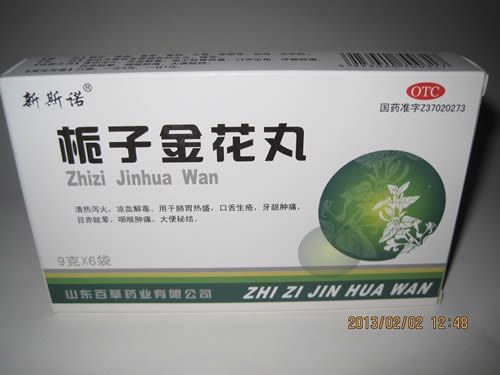 新斯诺®
OTC
国药准字Z37020273
栀子金花丸
Zhizi Jinhua Wan
清热泻火，凉血解毒。用于肺胃热盛，口舌生疮，牙龈肿痛，
目赤眩晕，咽喉肿痛，大便秘结。
9克X6袋
山东百草药业有限公司
ZHI ZI JIN HUA WAN
2013/02/02 12:48